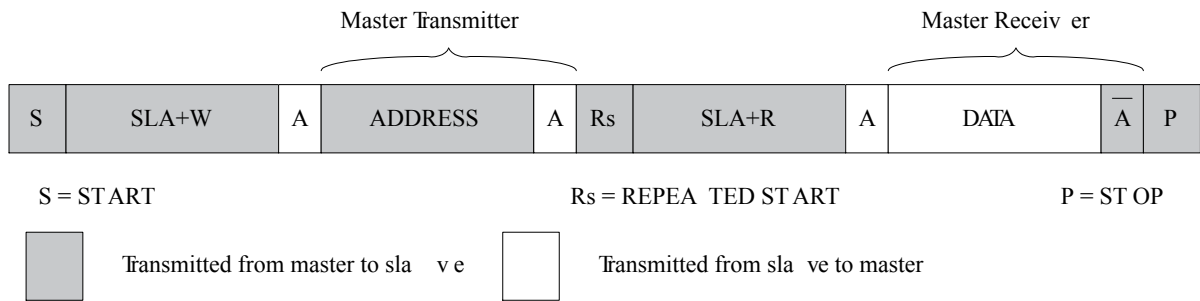 Master Transmitter Master Receiv er
S SLA+W A ADDRESS A Rs SLA+R A DATA A̅ P
S = ST ART Rs = REPEA TED ST ART P = ST OP
Transmitted from master to sla v e Transmitted from sla ve to master